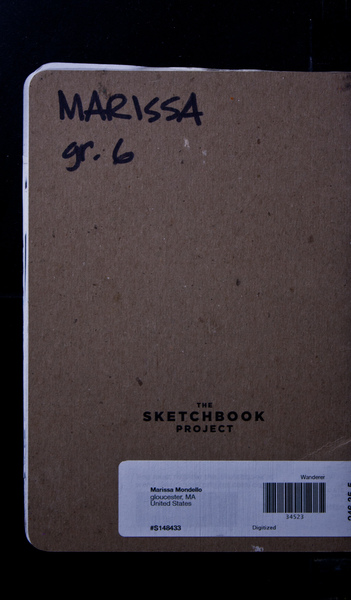 MARISSA
gr. 6
THE
SKETCHBOOK
PROJECT
Wanderer
Marissa Mondello
gloucester, MA
United States
34523
#S148433
Digitized